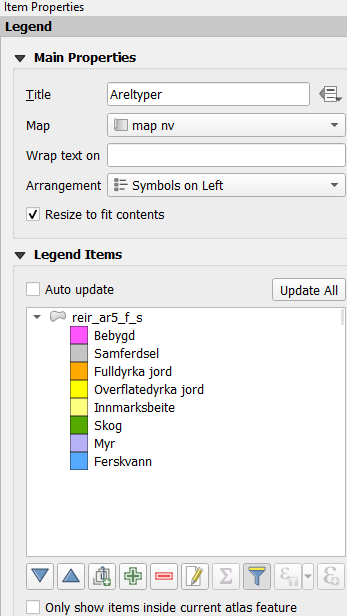 Item Properties
Legend
Main Properties
Title Areltyper
Map map nv
Wrap text on
Arrangement Symbols on Left
Resize to fit contents
Legend Items
Auto update Update All
reir_ar5_f_s
Bebygd
Samferdsel
Fulldyrka jord
Overflatedyrka jord
Innmarksbeite
Skog
Myr
Ferskvann
Only show items inside current atlas feature